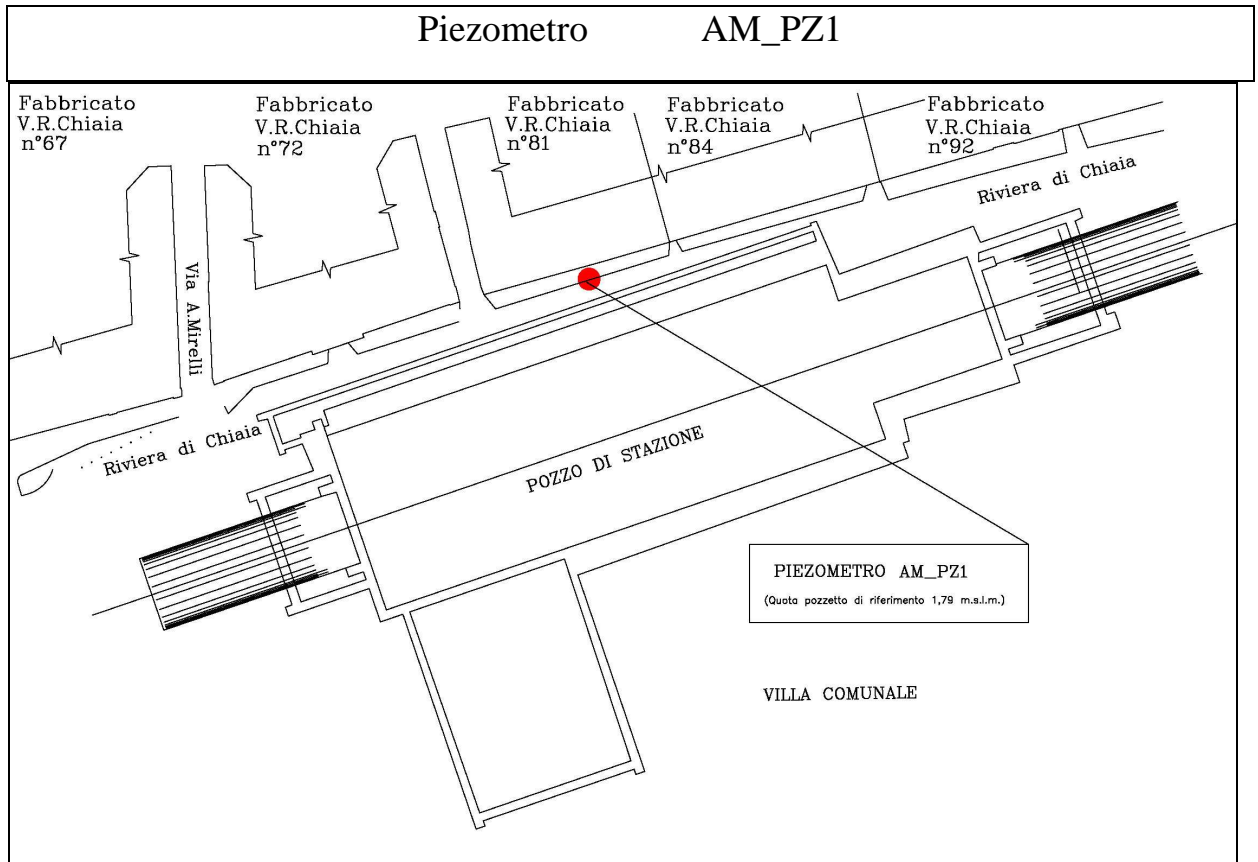 Piezometro AM_PZ1
Fabbricato
V.R.Chiaia
n°67
Fabbricato
V.R.Chiaia
n°72
Fabbricato
V.R.Chiaia
n°81
Fabbricato
V.R.Chiaia
n°84
Fabbricato
V.R.Chiaia
n°92
Riviera di Chiaia
Via A.Mirelli
Riviera di Chiaia
POZZO DI STAZIONE
PIEZOMETRO AM_PZ1
(Quota pozzetto di riferimento 1,79 m.s.l.m.)
VILLA COMUNALE